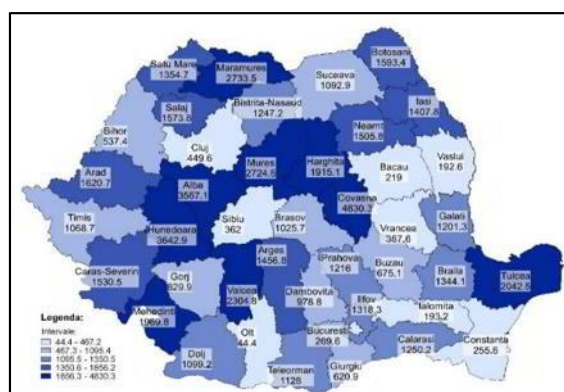 Satu Mare
1354.7
Maramures
2733.5
Suceava
1092.9
Botosani
1593.4
Salaj
1573.8
Bistrita-Nasaud
1247.2
Iasi
1407.8
Bihor
537.4
Cluj
449.6
Neamt
1505.8
Mures
2724.8
Harghita
1915.1
Bacau
219
Vaslui
192.6
Arad
1620.7
Alba
3567.1
Covasna
4830.3
Timis
1068.7
Hunedoara
3642.9
Sibiu
362
Brasov
1025.7
Vrancea
367.6
Galati
1201.3
Caras-Severin
1530.5
Gorj
629.9
Valcea
2304.8
Arges
1456.8
Prahova
1216
Buzau
675.1
Braila
1344.1
Tulcea
2042.5
Dambovita
978.8
Ilfov
1318.3
Ialomita
193.2
Mehedinti
1969.8
Olt
44.4
Bucuresti
269.6
Calarasi
1250.2
Constanta
255.6
Dolj
1099.2
Teleorman
1128
Giurgiu
620.9
Legenda:
Intervale:
44.4 - 467.2
467.3 - 1095.4
1095.5 - 1350.5
1350.6 - 1856.2
1856.3 - 4830.3